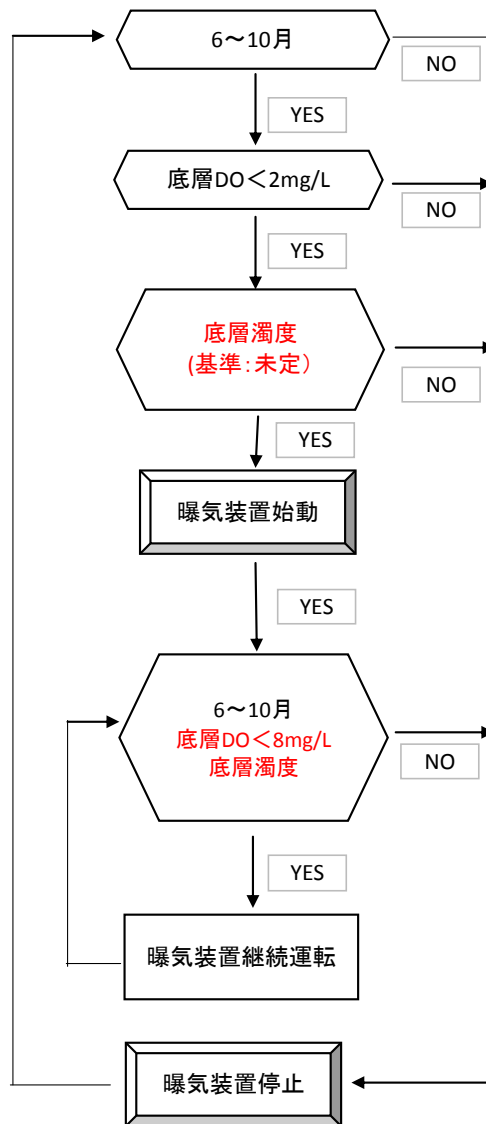 6～10月
NO
YES
底層DO＜2mg/L
NO
YES
底層濁度
(基準：未定）
NO
YES
曝気装置始動
YES
6～10月
底層DO＜8mg/L
底層濁度
NO
YES
曝気装置継続運転
曝気装置停止